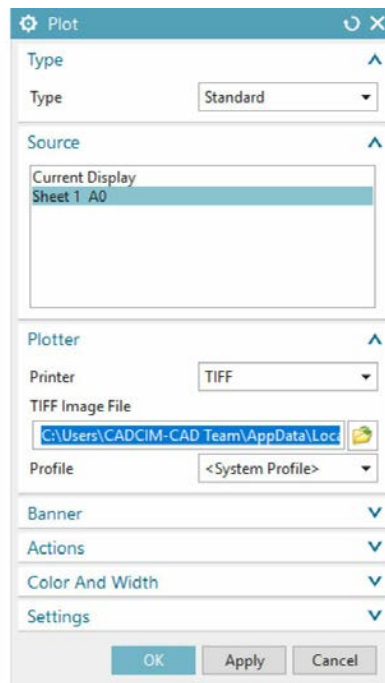 Plot
Type
Type Standard
Source
Current Display
Sheet 1 A0
Plotter
Printer TIFF
TIFF Image File
C:\Users\CADCIM-CAD Team\AppData\Loca
Profile <System Profile>
Banner
Actions
Color And Width
Settings
OK Apply Cancel